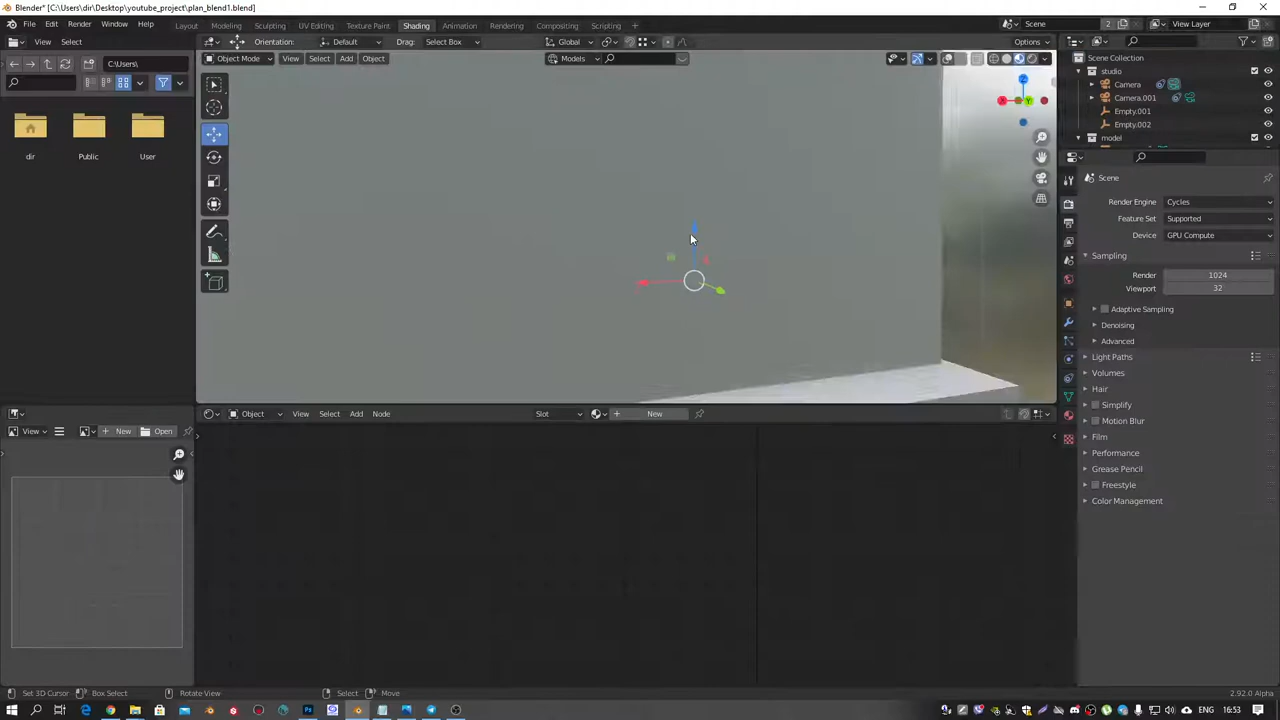 Blender* [C:\Users\dir\Desktop\youtube_project\plan_blend1.blend]
File Edit Render Window Help Layout Modeling Sculpting UV Editing Texture Paint Shading Animation Rendering Compositing Scripting Scene 2 View Layer
View Select Orientation: Default Drag: Select Box Global Options
C:\Users\ Object Mode View Select Add Object Models Scene Collection
studio
Camera
Camera.001
Empty.001
Empty.002
model
dir Public User
Scene
Render Engine Cycles
Feature Set Supported
Device GPU Compute
Sampling
Render 1024
Viewport 32
Adaptive Sampling
Denoising
Advanced
Light Paths
Volumes
Hair
Simplify
Motion Blur
Film
Performance
Grease Pencil
Freestyle
Color Management
Object View Select Add Node Slot New
View New Open
Set 3D Cursor Box Select Rotate View Select Move 2.92.0 Alpha
ENG 16:53